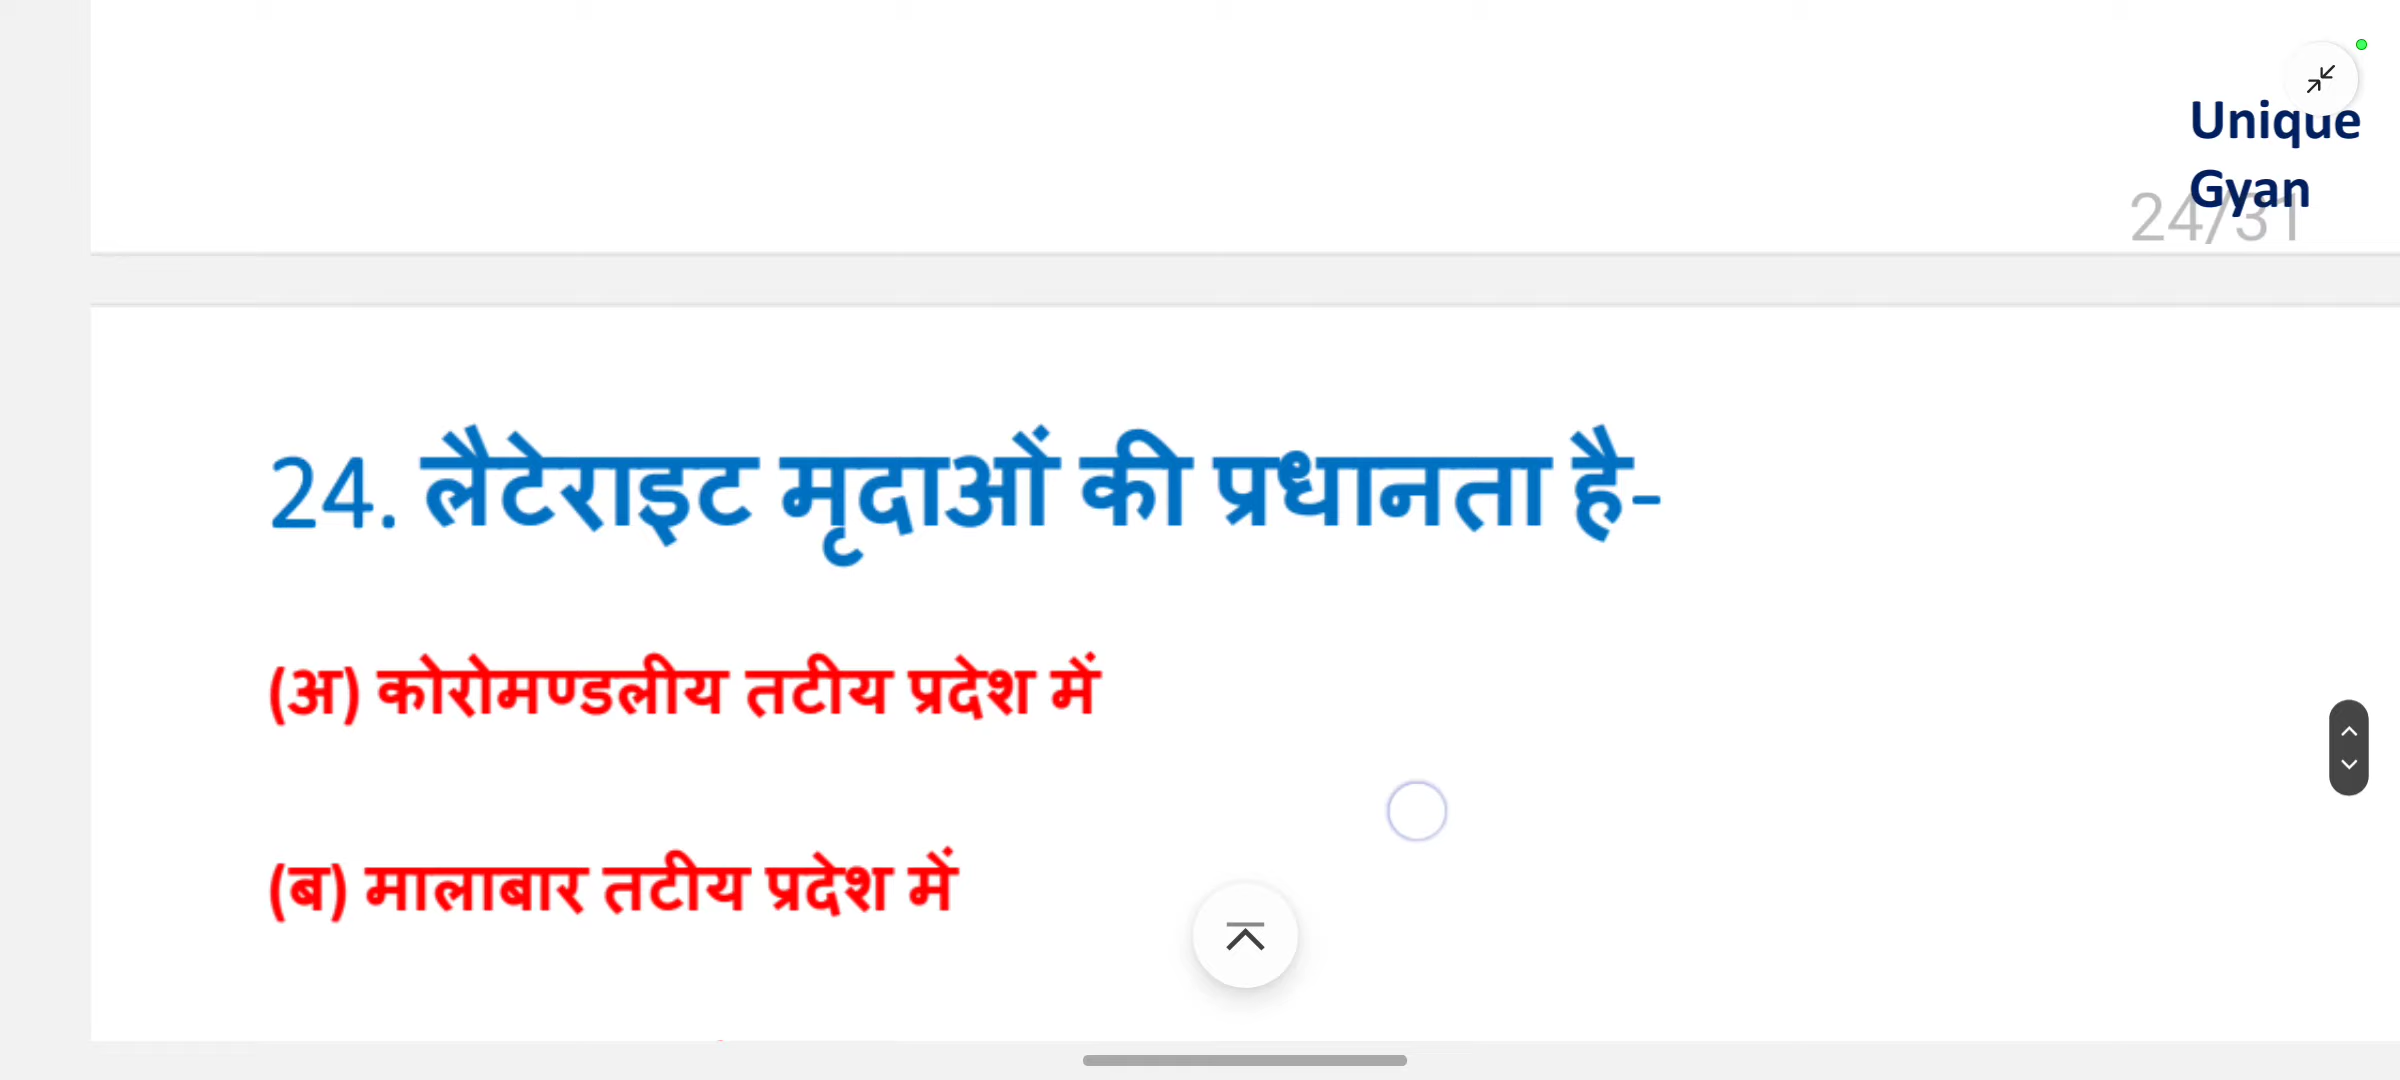 Unique
Gyan
24/31
24. लैटेराइट मृदाओं की प्रधानता है-
(अ) कोरोमण्डलीय तटीय प्रदेश में
(ब) मालाबार तटीय प्रदेश में